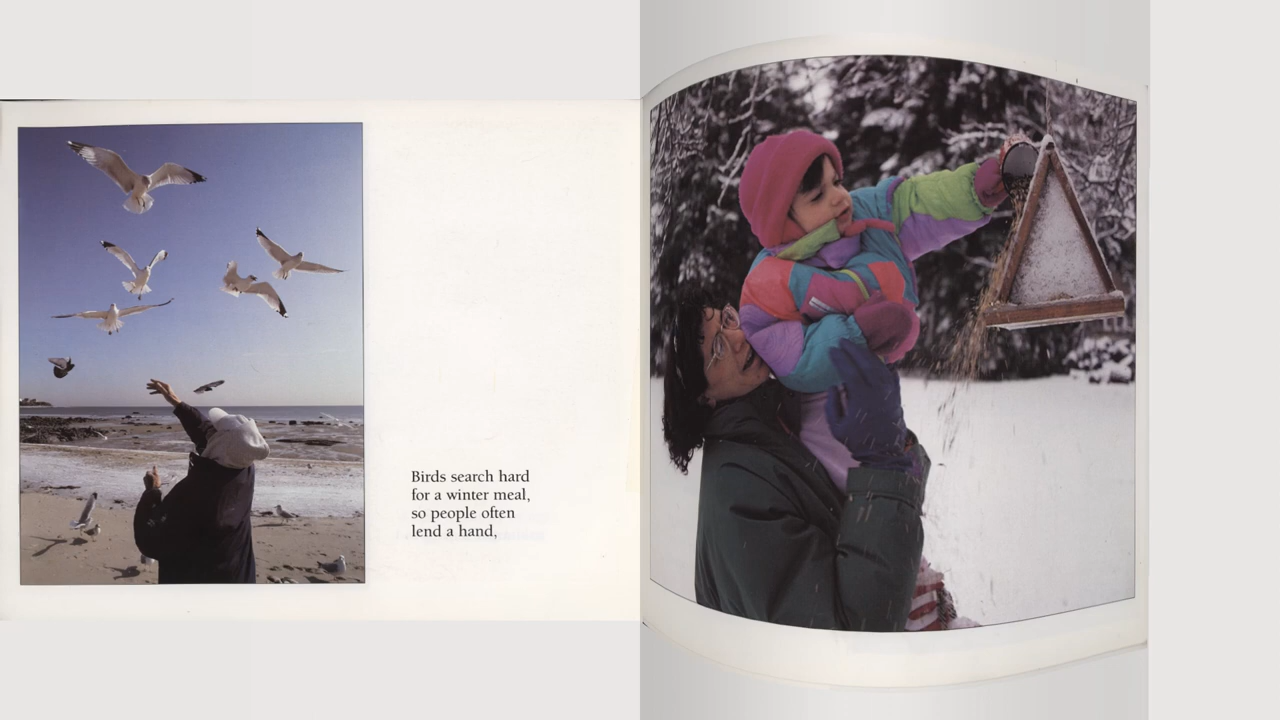 Birds search hard
for a winter meal,
so people often
lend a hand,